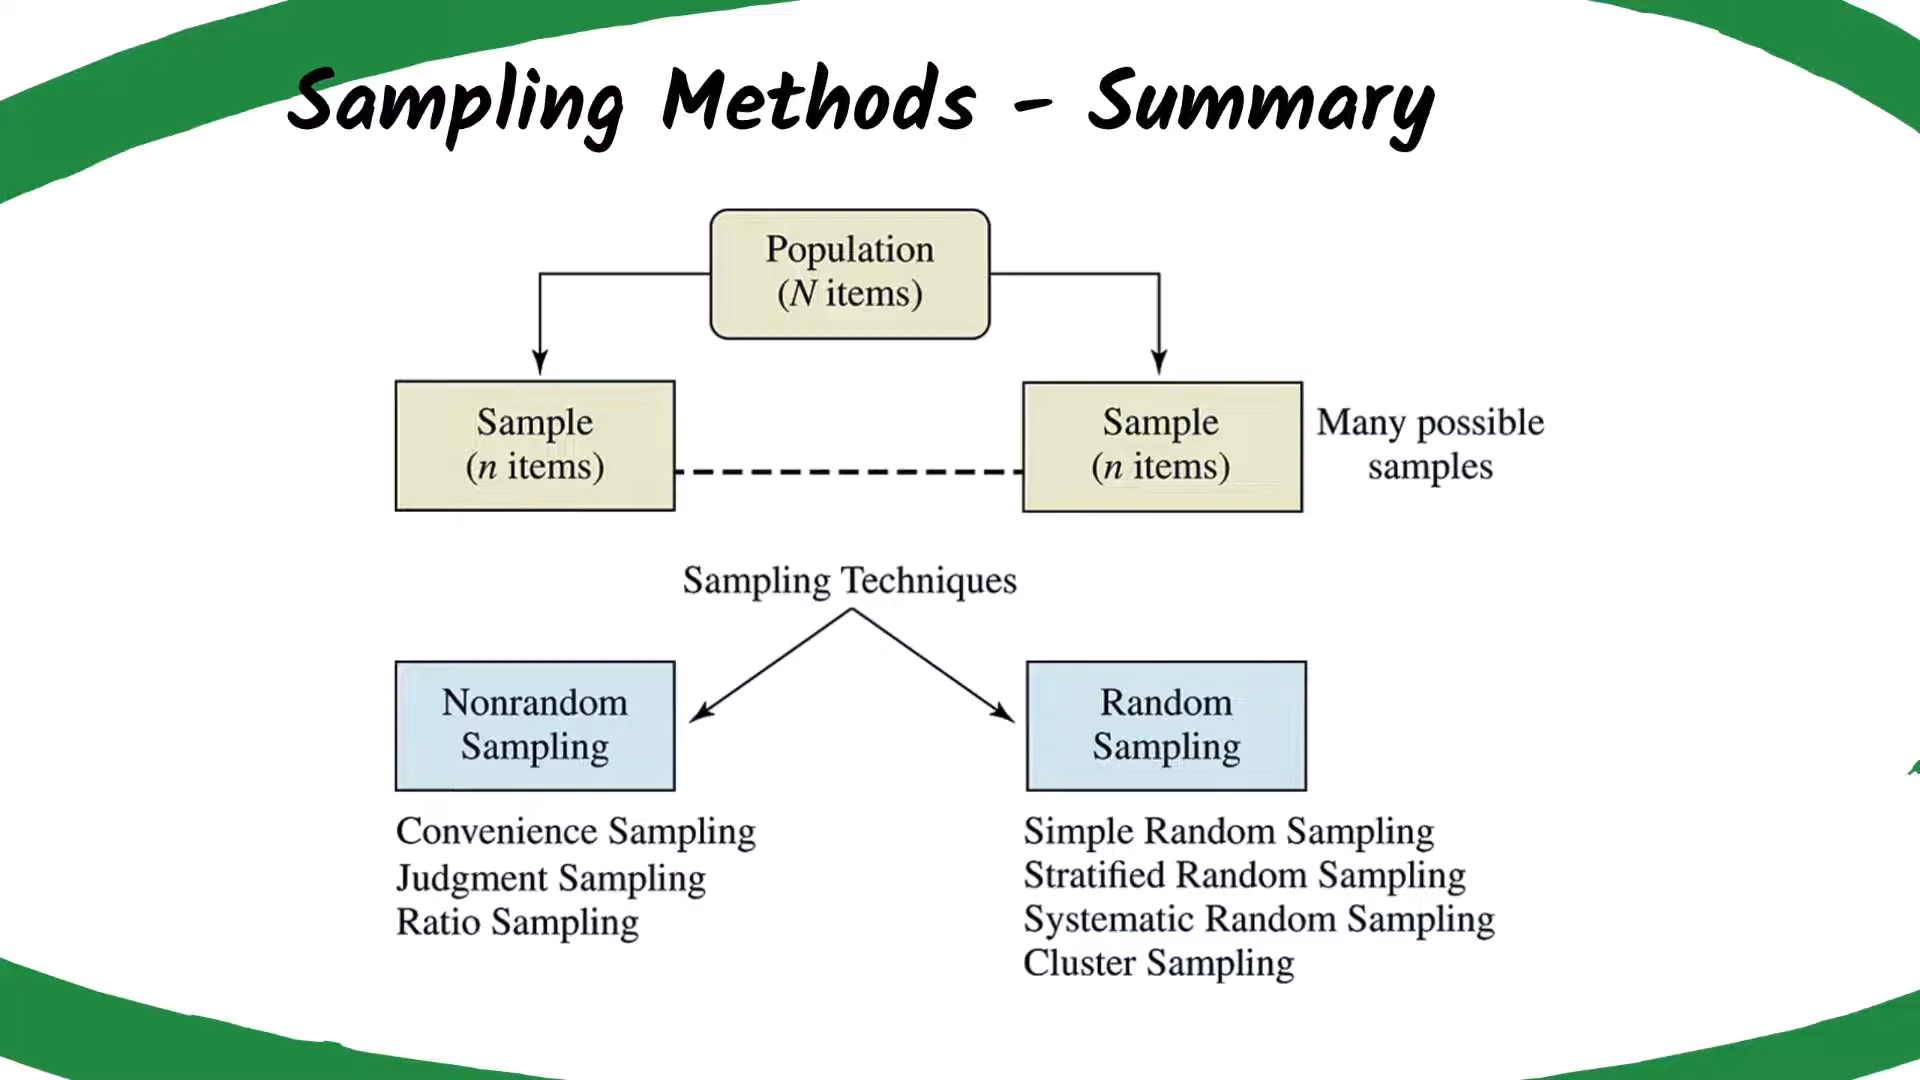 Sampling Methods - Summary
Population
(N items)
Sample
(n items)
Sample
(n items)
Many possible
samples
Sampling Techniques
Nonrandom
Sampling
Random
Sampling
Convenience Sampling
Judgment Sampling
Ratio Sampling
Simple Random Sampling
Stratified Random Sampling
Systematic Random Sampling
Cluster Sampling